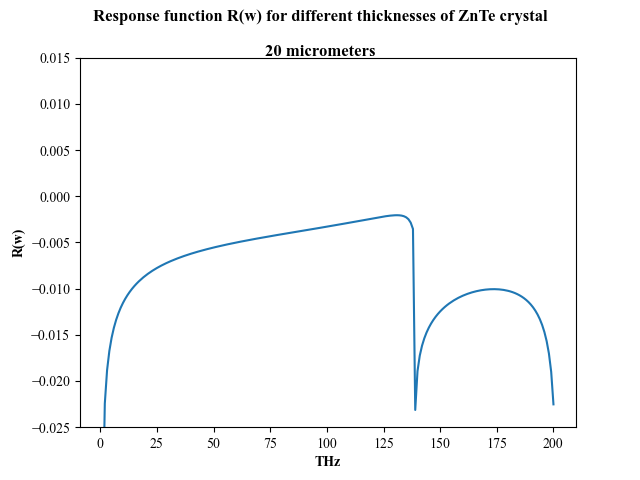 Response function R(w) for different thicknesses of ZnTe crystal
20 micrometers
0.015
0.010
0.005
0.000
−0.005
−0.010
−0.015
−0.020
−0.025
R(w)
0 25 50 75 100 125 150 175 200
THz